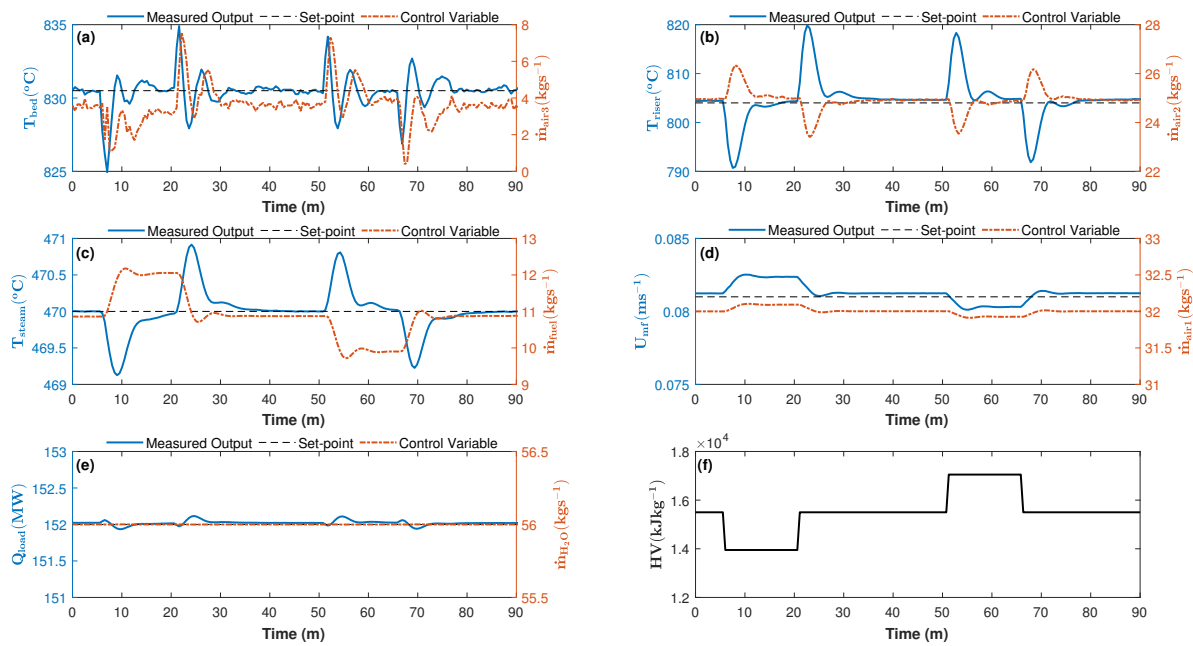 Measured Output Set-point Control Variable
(a)
835
830
825
T_bed(°C)
8
6
4
2
0
ṁ_air3(kgs⁻¹)
0 10 20 30 40 50 60 70 80 90
Time (m)
Measured Output Set-point Control Variable
(b)
820
810
800
790
T_riser(°C)
28
26
24
22
ṁ_air2(kgs⁻¹)
0 10 20 30 40 50 60 70 80 90
Time (m)
Measured Output Set-point Control Variable
(c)
471
470.5
470
469.5
469
T_steam(°C)
13
12
11
10
9
ṁ_fuel(kgs⁻¹)
0 10 20 30 40 50 60 70 80 90
Time (m)
Measured Output Set-point Control Variable
(d)
0.085
0.08
0.075
U_mf(ms⁻¹)
33
32.5
32
31.5
31
ṁ_air1(kgs⁻¹)
0 10 20 30 40 50 60 70 80 90
Time (m)
Measured Output Set-point Control Variable
(e)
153
152.5
152
151.5
151
Q_load(MW)
56.5
56
55.5
ṁ_H₂O(kgs⁻¹)
0 10 20 30 40 50 60 70 80 90
Time (m)
×10⁴
(f)
1.8
1.6
1.4
1.2
HV(kJkg⁻¹)
0 10 20 30 40 50 60 70 80 90
Time (m)